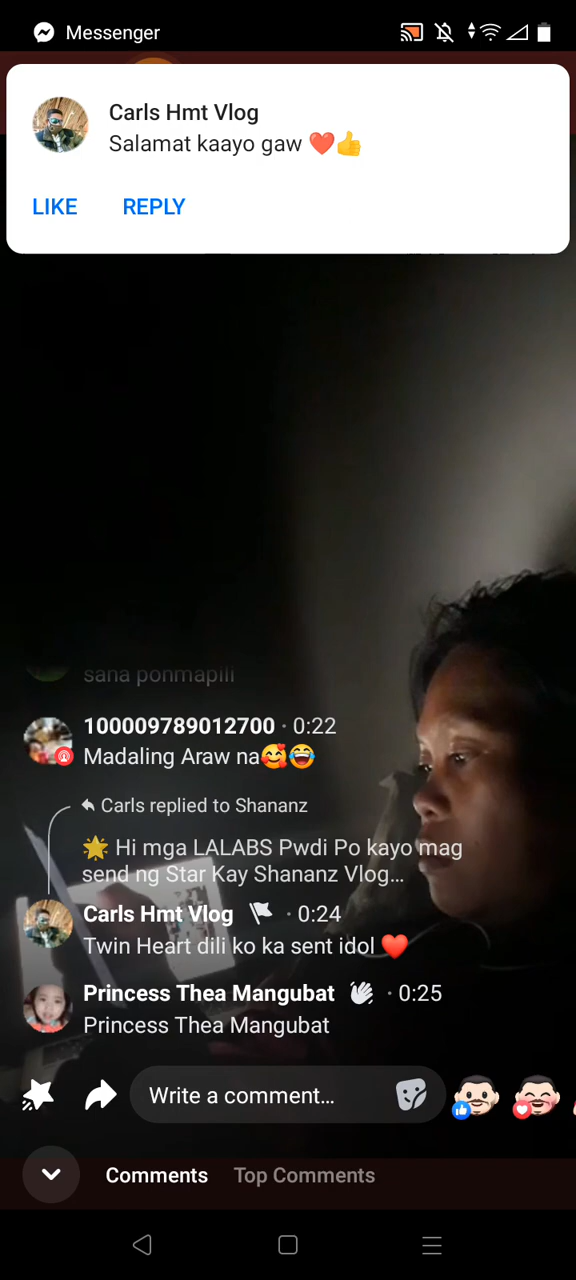 Messenger
Carls Hmt Vlog
Salamat kaayo gaw ❤️👍
LIKE REPLY
sana ponmapili
100009789012700 · 0:22
Madaling Araw na🥰😂
Carls replied to Shananz
🌟 Hi mga LALABS Pwdi Po kayo mag
send ng Star Kay Shananz Vlog...
Carls Hmt Vlog · 0:24
Twin Heart dili ko ka sent idol ❤️
Princess Thea Mangubat · 0:25
Princess Thea Mangubat
Write a comment...
Comments Top Comments